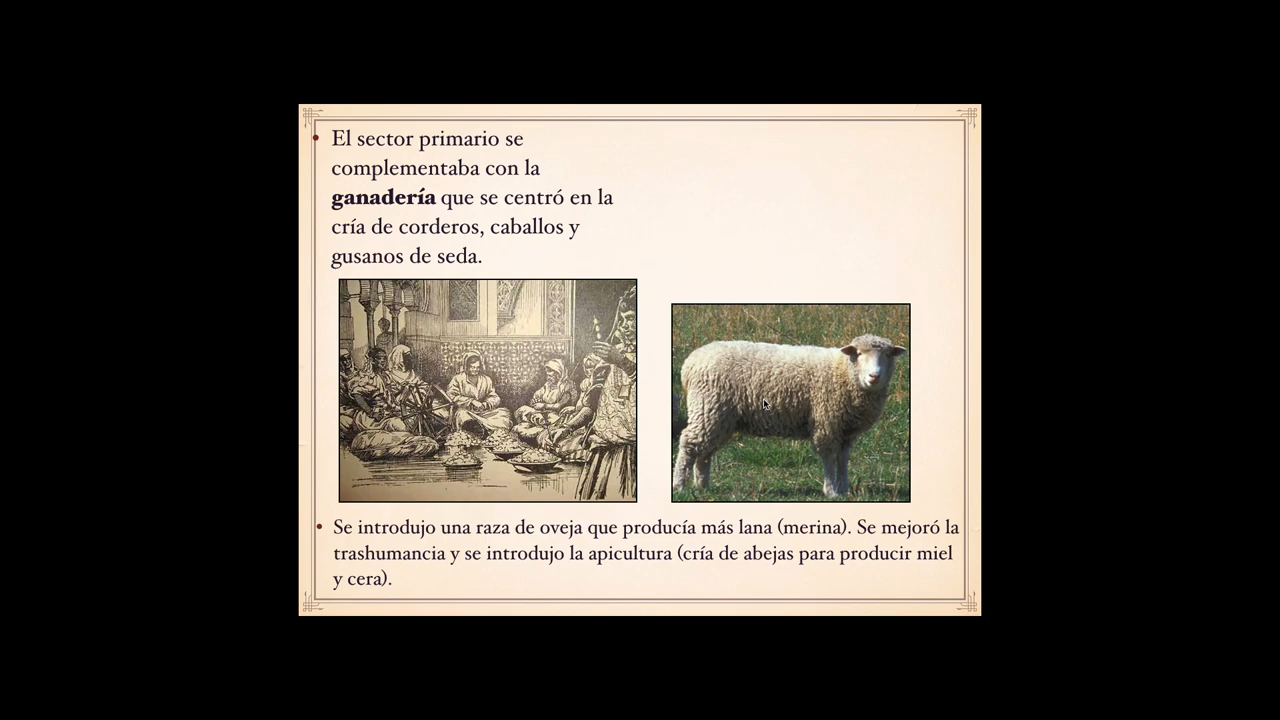 • El sector primario se
complementaba con la
ganadería que se centró en la
cría de corderos, caballos y
gusanos de seda.
• Se introdujo una raza de oveja que producía más lana (merina). Se mejoró la
trashumancia y se introdujo la apicultura (cría de abejas para producir miel
y cera).